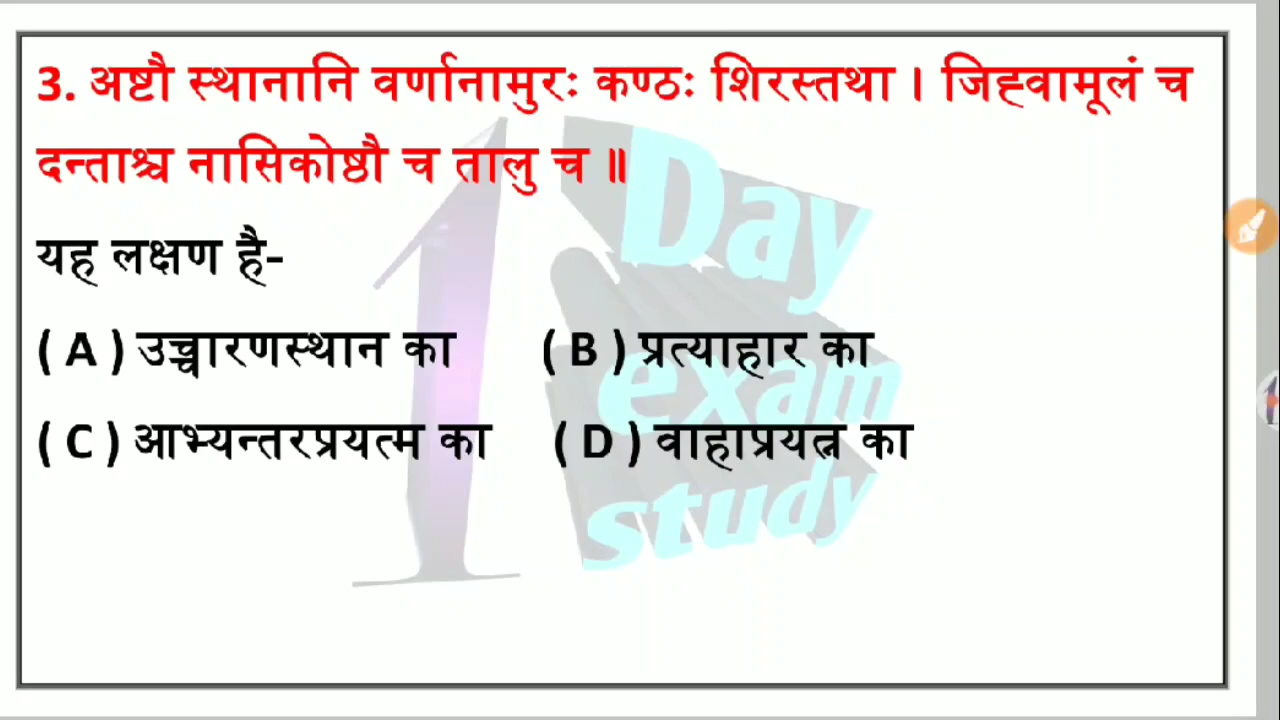 3. अष्टौ स्थानानि वर्णानामुरः कण्ठः शिरस्तथा । जिह्वामूलं च
दन्ताश्च नासिकोष्ठौ च तालु च ॥
यह लक्षण है-
( A ) उच्चारणस्थान का ( B ) प्रत्याहार का
( C ) आभ्यन्तरप्रयत्म का ( D ) वाहाप्रयत्न का
1 Day
exam
study